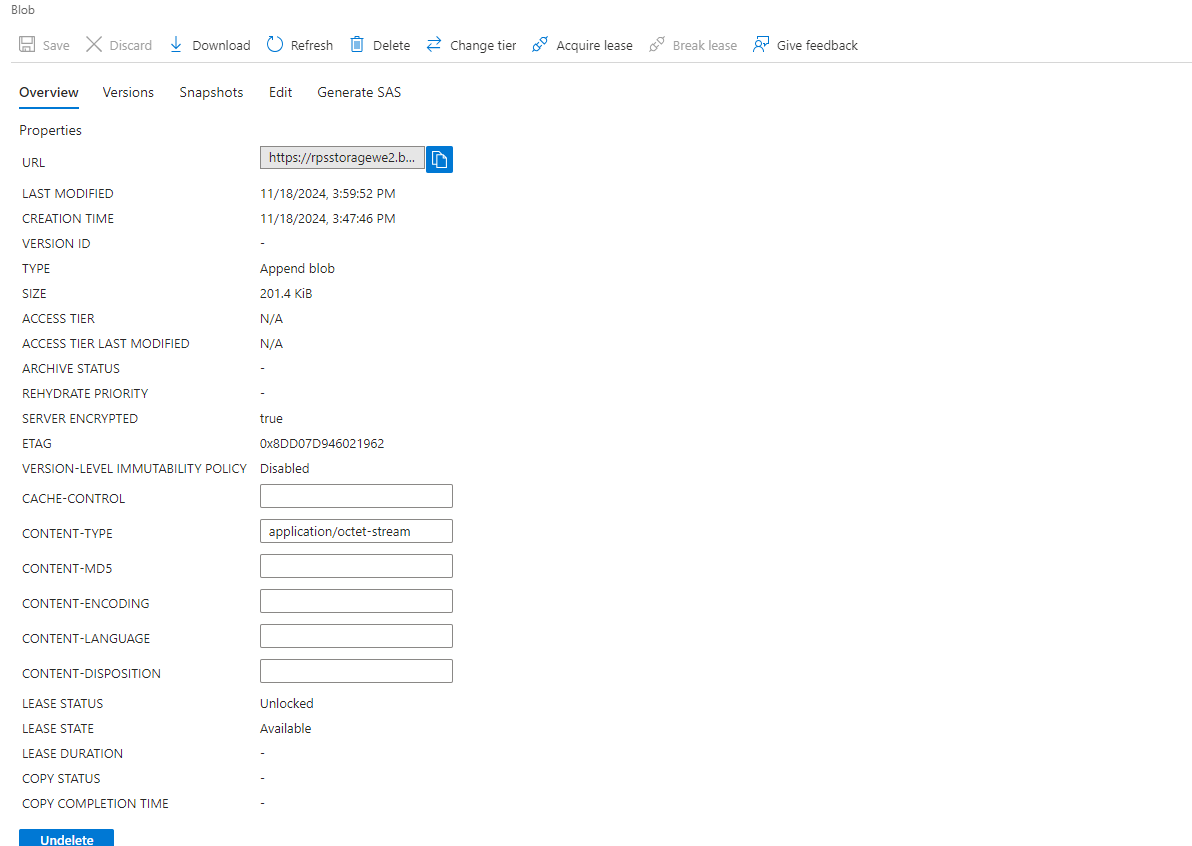 Blob
Save Discard Download Refresh Delete Change tier Acquire lease Break lease Give feedback
Overview Versions Snapshots Edit Generate SAS
Properties
URL https://rpsstoragewe2.b...
LAST MODIFIED 11/18/2024, 3:59:52 PM
CREATION TIME 11/18/2024, 3:47:46 PM
VERSION ID -
TYPE Append blob
SIZE 201.4 KiB
ACCESS TIER N/A
ACCESS TIER LAST MODIFIED N/A
ARCHIVE STATUS -
REHYDRATE PRIORITY -
SERVER ENCRYPTED true
ETAG 0x8DD07D946021962
VERSION-LEVEL IMMUTABILITY POLICY Disabled
CACHE-CONTROL
CONTENT-TYPE application/octet-stream
CONTENT-MD5
CONTENT-ENCODING
CONTENT-LANGUAGE
CONTENT-DISPOSITION
LEASE STATUS Unlocked
LEASE STATE Available
LEASE DURATION -
COPY STATUS -
COPY COMPLETION TIME -
Undelete